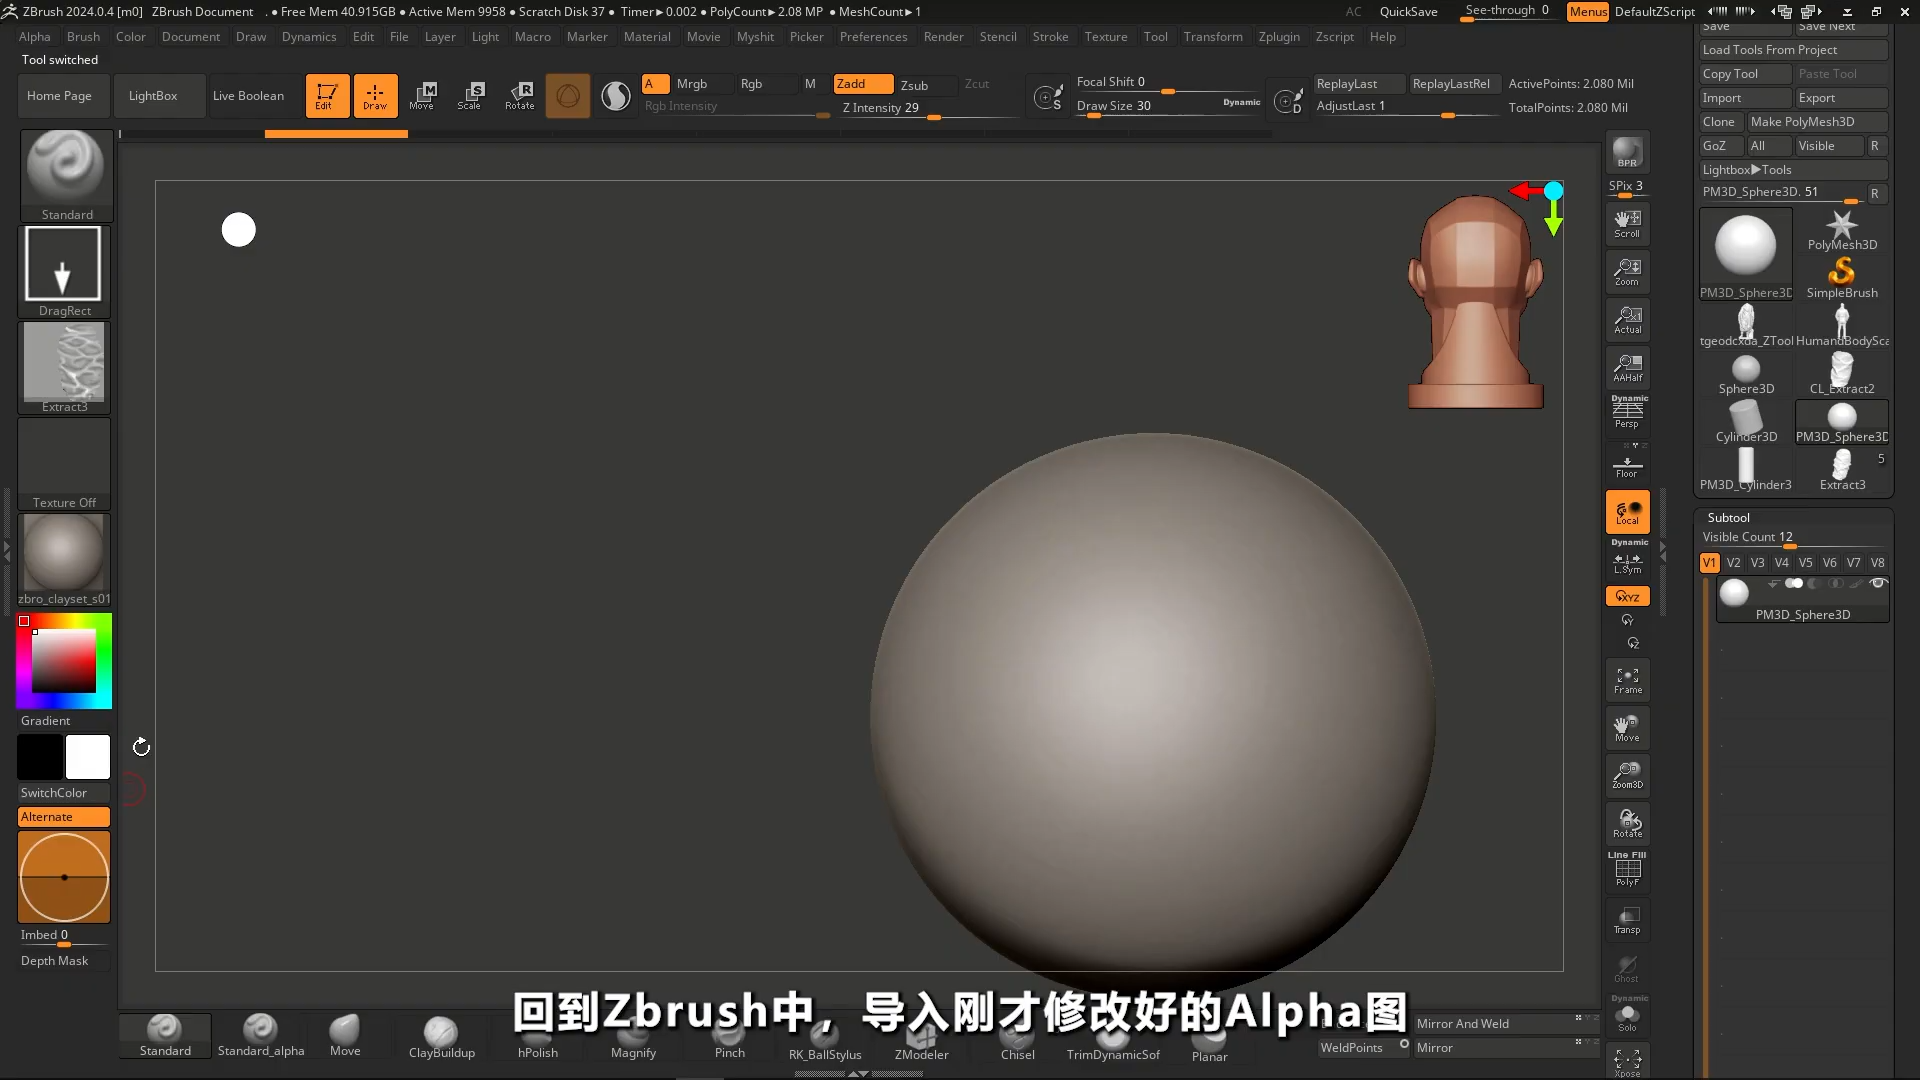 ZBrush 2024.0.4 [m0] ZBrush Document . ● Free Mem 40.915GB ● Active Mem 9958 ● Scratch Disk 37 ● Timer▶0.002 ● PolyCount▶2.08 MP ● MeshCount▶1 AC QuickSave See-through 0 Menus DefaultZScript
Alpha Brush Color Document Draw Dynamics Edit File Layer Light Macro Marker Material Movie Myshit Picker Preferences Render Stencil Stroke Texture Tool Transform Zplugin Zscript Help
Tool switched
Home Page LightBox Live Boolean Edit Draw Move Scale Rotate
A Mrgb Rgb M Zadd Zsub Zcut
Rgb Intensity Z Intensity 29
Focal Shift 0
Draw Size 30 Dynamic
ReplayLast ReplayLastRel ActivePoints: 2.080 Mil
AdjustLast 1 TotalPoints: 2.080 Mil
Standard
DragRect
Extract3
Texture Off
zbro_clayset_s01
Gradient
SwitchColor
Alternate
Imbed 0
Depth Mask
BPR
SPix 3
Scroll
Zoom
Actual
AAHalf
Dynamic
Persp
Floor
Local
Dynamic
L.Sym
XYZ
Frame
Move
Zoom3D
Rotate
Line Fill
PolyF
Transp
Ghost
Dynamic
Solo
Xpose
Save Save Next
Load Tools From Project
Copy Tool Paste Tool
Import Export
Clone Make PolyMesh3D
GoZ All Visible R
Lightbox▶Tools
PM3D_Sphere3D. 51 R
PM3D_Sphere3D PolyMesh3D
SimpleBrush
tgeodcxda_ZTool HumandBodySca
Sphere3D CL_Extract2
Cylinder3D PM3D_Sphere3D
5
PM3D_Cylinder3 Extract3
Subtool
Visible Count 12
V1 V2 V3 V4 V5 V6 V7 V8
PM3D_Sphere3D
回到Zbrush中，导入刚才修改好的Alpha图
Standard Standard_alpha Move ClayBuildup hPolish Magnify Pinch RK_BallStylus ZModeler Chisel TrimDynamicSof Planar
Mirror And Weld
WeldPoints Mirror